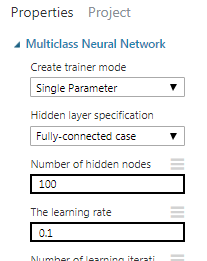 Properties Project
Multiclass Neural Network
Create trainer mode
Single Parameter
Hidden layer specification
Fully-connected case
Number of hidden nodes
100
The learning rate
0.1
Number of learning iterati